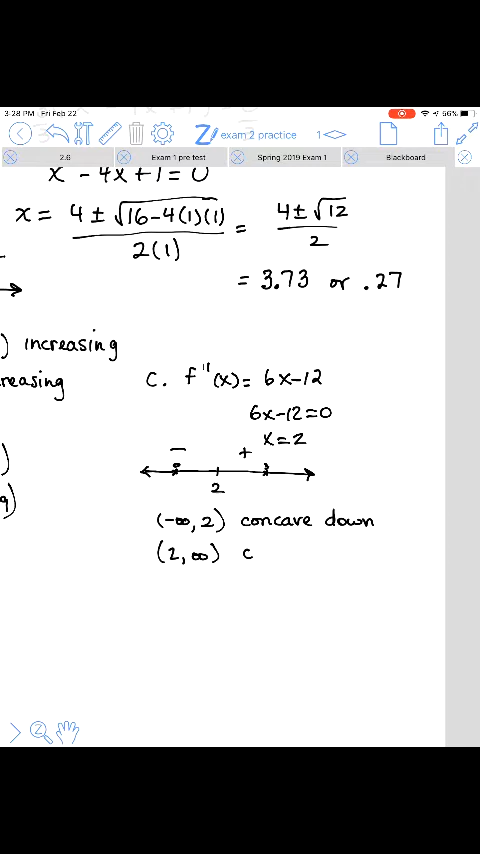 3:28 PM Fri Feb 22
56%
exam 2 practice
1
2.6
Exam 1 pre test
Spring 2019 Exam 1
Blackboard
x - 4x + 1 = 0
x = 4 ± √16-4(1)(1) / 2(1) = 4 ± √12 / 2
= 3.73 or .27
) increasing
reasing
C. f''(x) = 6x-12
6x-12=0
x=2
- +
2
(-∞, 2) concave down
(2, ∞) c